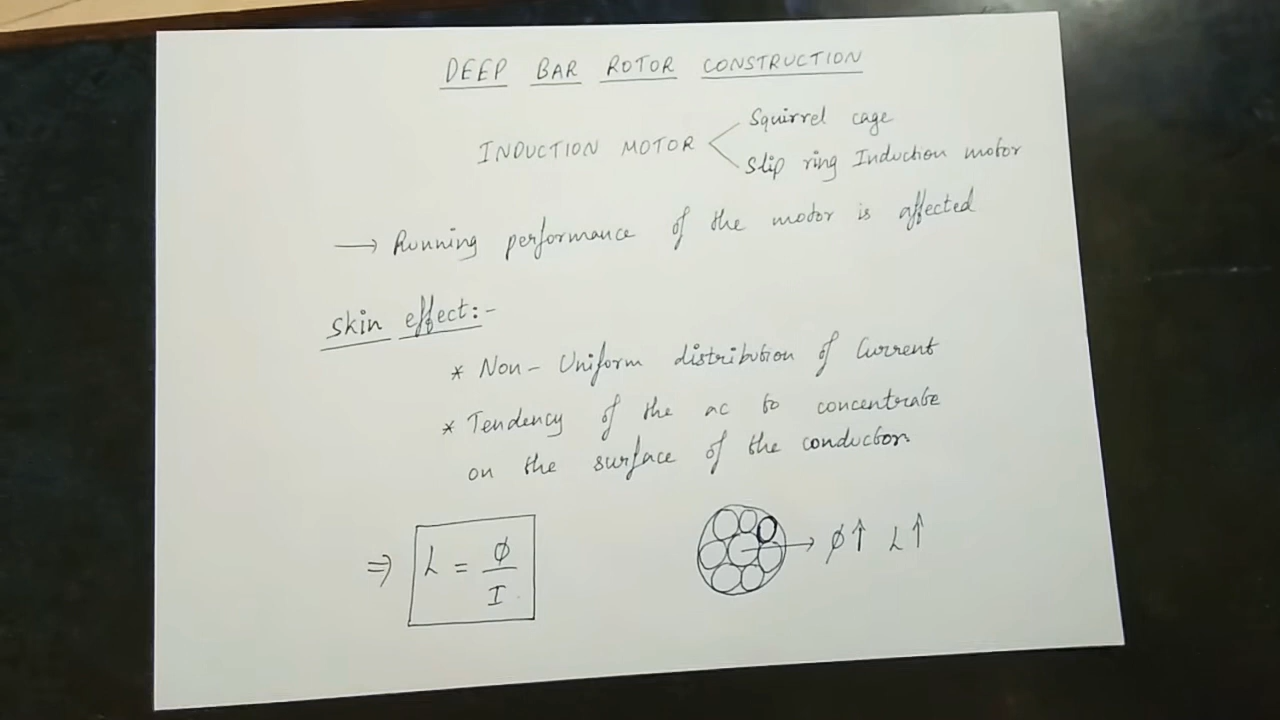 DEEP BAR ROTOR CONSTRUCTION
INDUCTION MOTOR
Squirrel cage
Slip ring Induction motor
→ Running performance of the motor is affected
Skin effect:-
* Non - Uniform distribution of Current
* Tendency of the ac to concentrate
on the surface of the conductor.
⇒ L = φ / I
φ↑ L↑